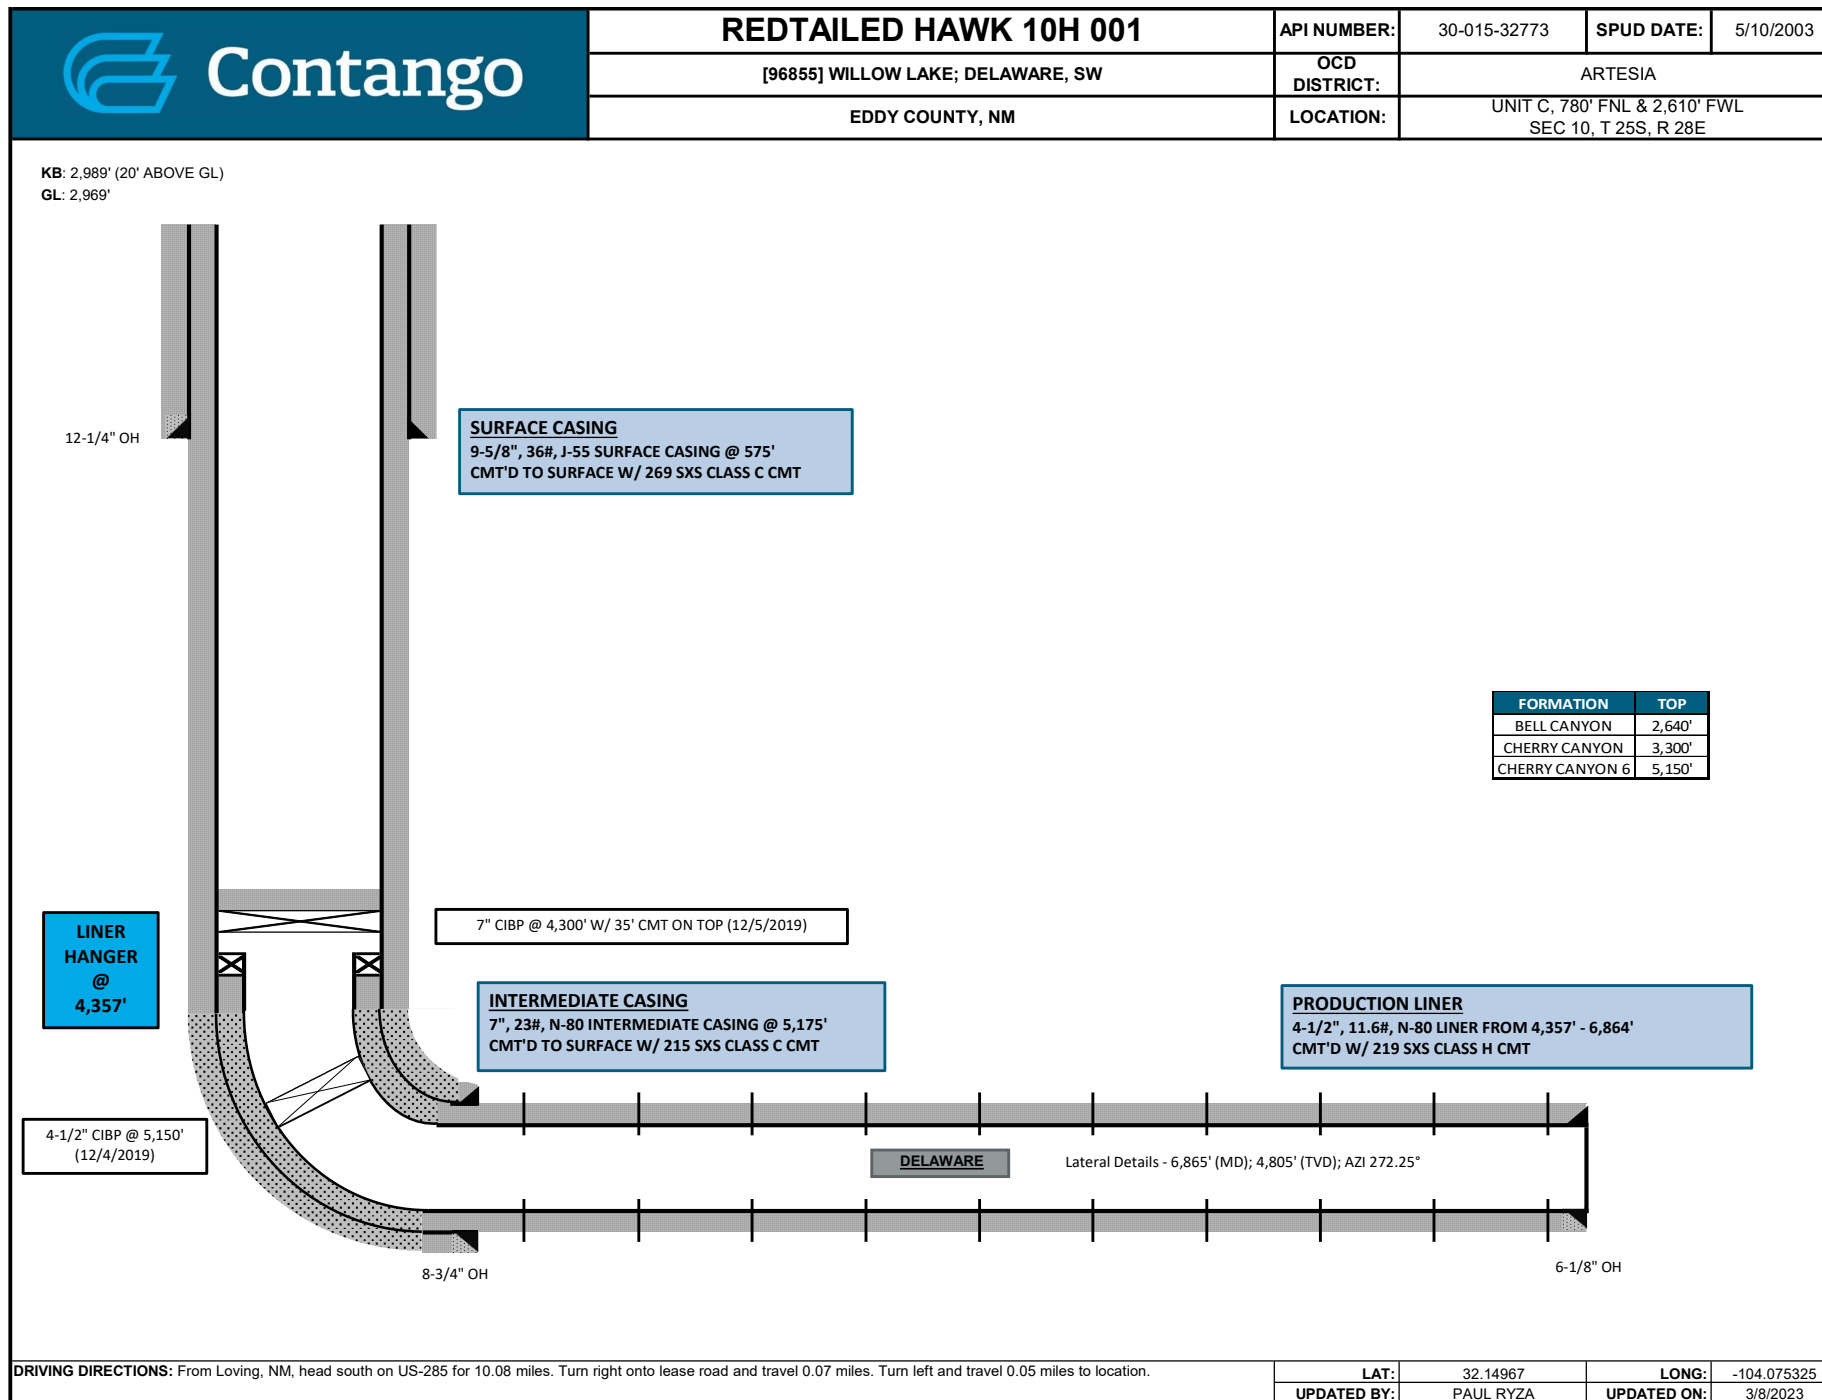 Contango
REDTAILED HAWK 10H 001
API NUMBER: 30-015-32773 SPUD DATE: 5/10/2003
[96855] WILLOW LAKE; DELAWARE, SW
OCD
DISTRICT:
ARTESIA
EDDY COUNTY, NM
LOCATION:
UNIT C, 780' FNL & 2,610' FWL
SEC 10, T 25S, R 28E
KB: 2,989' (20' ABOVE GL)
GL: 2,969'
12-1/4" OH
SURFACE CASING
9-5/8", 36#, J-55 SURFACE CASING @ 575'
CMT'D TO SURFACE W/ 269 SXS CLASS C CMT
FORMATION TOP
BELL CANYON 2,640'
CHERRY CANYON 3,300'
CHERRY CANYON 6 5,150'
LINER
HANGER
@
4,357'
7" CIBP @ 4,300' W/ 35' CMT ON TOP (12/5/2019)
INTERMEDIATE CASING
7", 23#, N-80 INTERMEDIATE CASING @ 5,175'
CMT'D TO SURFACE W/ 215 SXS CLASS C CMT
PRODUCTION LINER
4-1/2", 11.6#, N-80 LINER FROM 4,357' - 6,864'
CMT'D W/ 219 SXS CLASS H CMT
4-1/2" CIBP @ 5,150'
(12/4/2019)
DELAWARE
Lateral Details - 6,865' (MD); 4,805' (TVD); AZI 272.25°
8-3/4" OH
6-1/8" OH
DRIVING DIRECTIONS: From Loving, NM, head south on US-285 for 10.08 miles. Turn right onto lease road and travel 0.07 miles. Turn left and travel 0.05 miles to location.
LAT: 32.14967 LONG: -104.075325
UPDATED BY: PAUL RYZA UPDATED ON: 3/8/2023